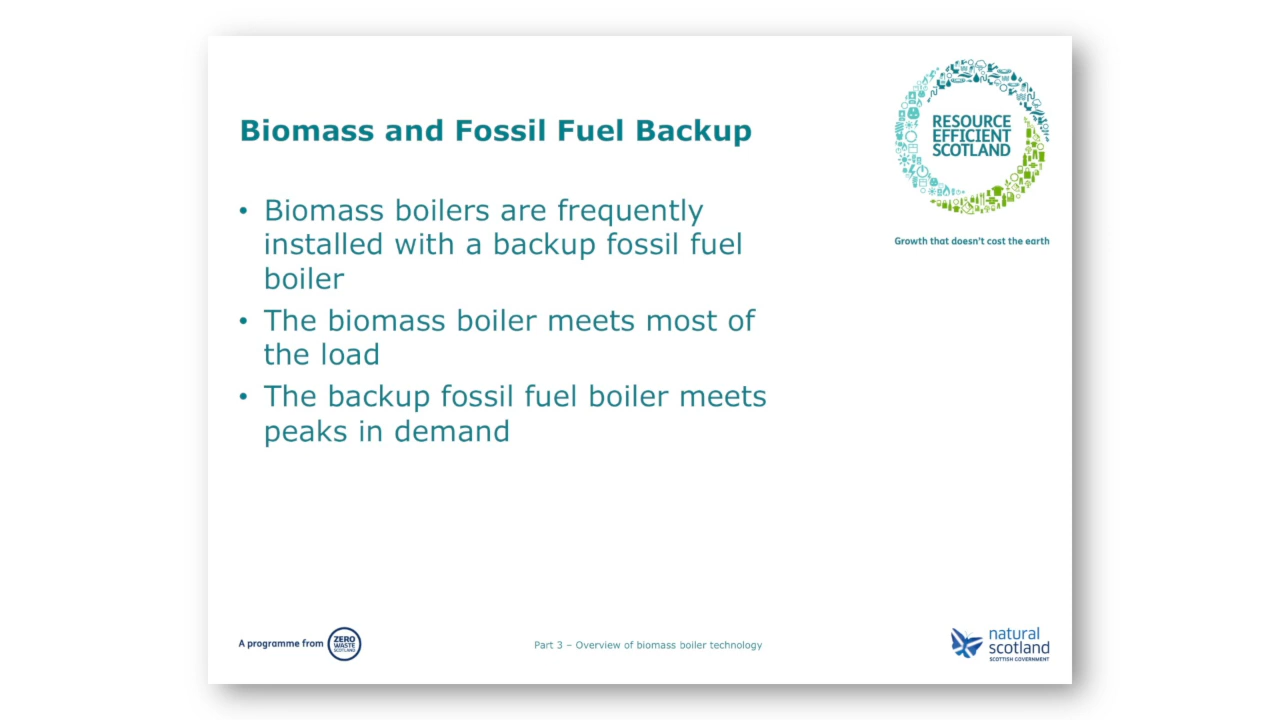 Biomass and Fossil Fuel Backup
RESOURCE
EFFICIENT
SCOTLAND
Growth that doesn't cost the earth
• Biomass boilers are frequently
installed with a backup fossil fuel
boiler
• The biomass boiler meets most of
the load
• The backup fossil fuel boiler meets
peaks in demand
A programme from
ZERO
WASTE
SCOTLAND
Part 3 – Overview of biomass boiler technology
natural
scotland
SCOTTISH GOVERNMENT